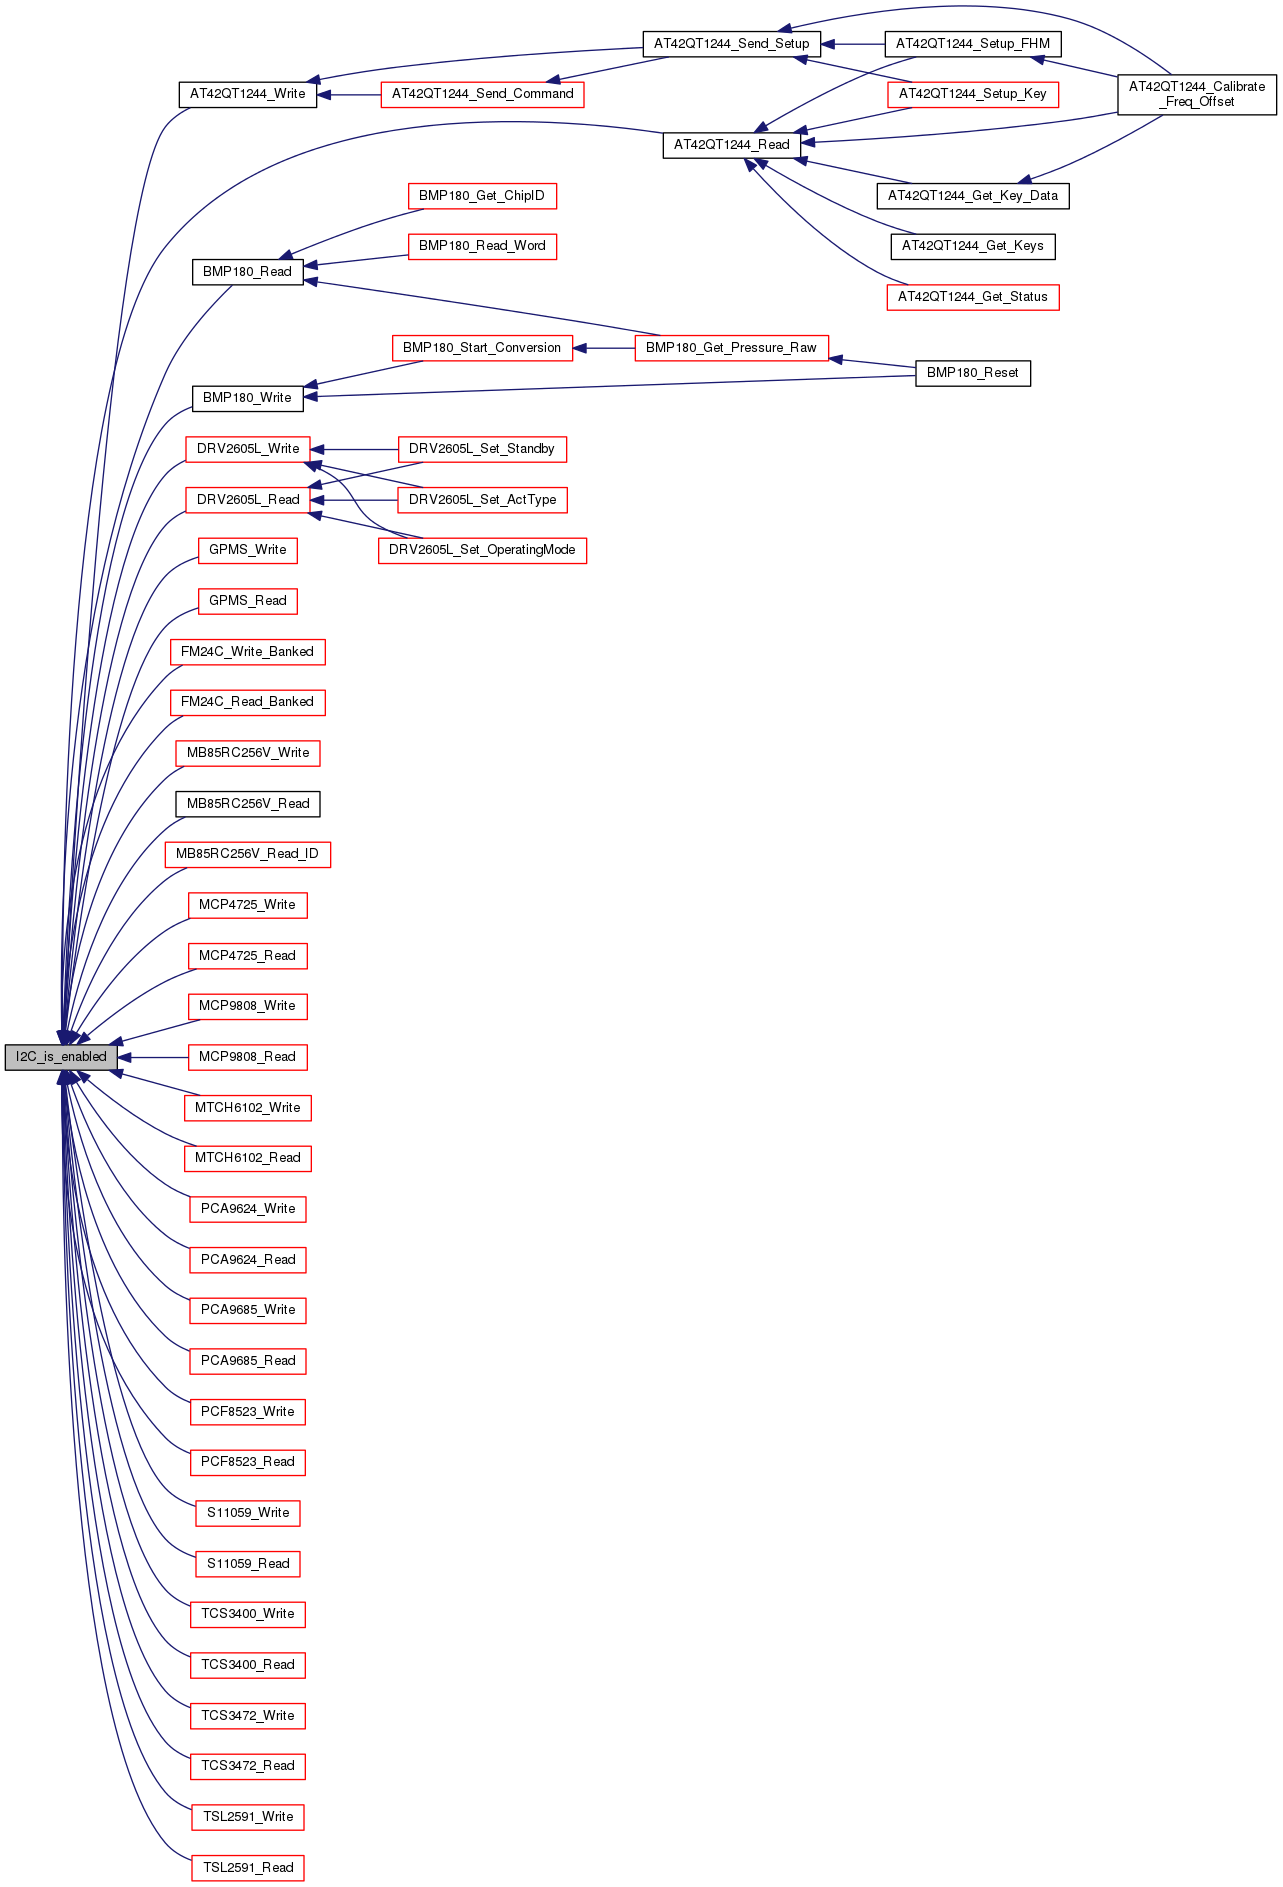 AT42QT1244_Send_Setup
AT42QT1244_Setup_FHM
AT42QT1244_Write
AT42QT1244_Send_Command
AT42QT1244_Setup_Key
AT42QT1244_Calibrate
_Freq_Offset
AT42QT1244_Read
BMP180_Get_ChipID
AT42QT1244_Get_Key_Data
BMP180_Read_Word
AT42QT1244_Get_Keys
BMP180_Read
AT42QT1244_Get_Status
BMP180_Start_Conversion
BMP180_Get_Pressure_Raw
BMP180_Reset
BMP180_Write
DRV2605L_Write
DRV2605L_Set_Standby
DRV2605L_Read
DRV2605L_Set_ActType
GPMS_Write
DRV2605L_Set_OperatingMode
GPMS_Read
FM24C_Write_Banked
FM24C_Read_Banked
MB85RC256V_Write
MB85RC256V_Read
MB85RC256V_Read_ID
MCP4725_Write
MCP4725_Read
MCP9808_Write
I2C_is_enabled
MCP9808_Read
MTCH6102_Write
MTCH6102_Read
PCA9624_Write
PCA9624_Read
PCA9685_Write
PCA9685_Read
PCF8523_Write
PCF8523_Read
S11059_Write
S11059_Read
TCS3400_Write
TCS3400_Read
TCS3472_Write
TCS3472_Read
TSL2591_Write
TSL2591_Read